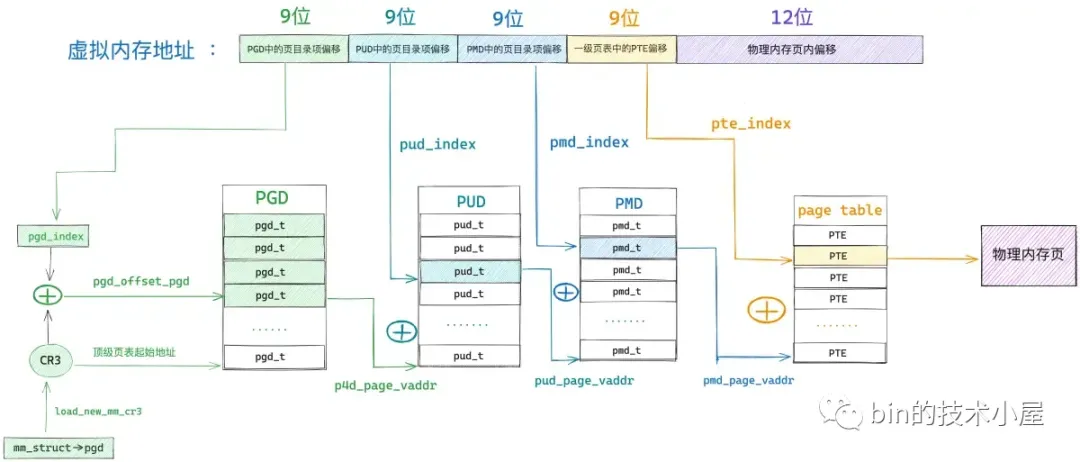 9位
9位
9位
9位
12位
虚拟内存地址 :
PGD中的页目录项偏移
PUD中的页目录项偏移
PMD中的页目录项偏移
一级页表中的PTE偏移
物理内存页内偏移
pud_index
pmd_index
pte_index
PGD
PUD
PMD
page table
pgd_t
pgd_t
pgd_t
pgd_t
......
pgd_t
pud_t
pud_t
pud_t
pud_t
.......
pud_t
pmd_t
pmd_t
pmd_t
pmd_t
......
pmd_t
PTE
PTE
PTE
PTE
.......
PTE
物理内存页
pgd_index
pgd_offset_pgd
CR3
顶级页表起始地址
p4d_page_vaddr
pud_page_vaddr
pmd_page_vaddr
load_new_mm_cr3
mm_struct→pgd
bin的技术小屋